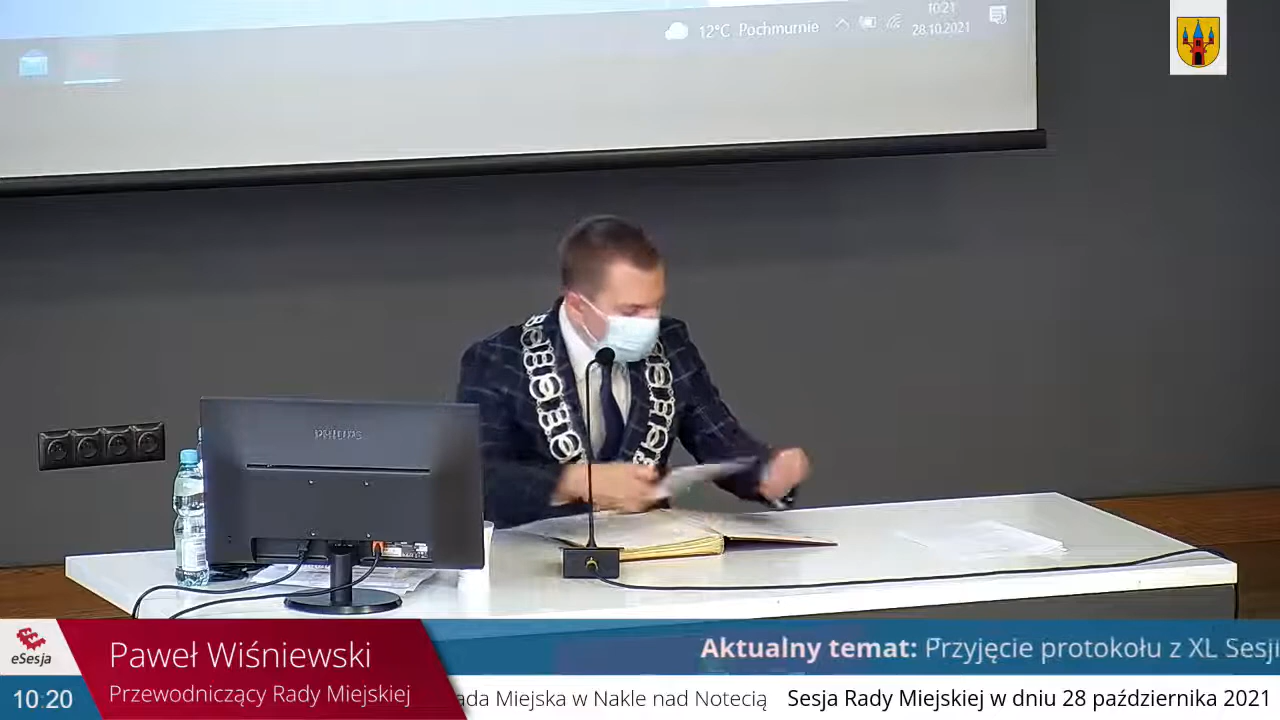 10:21
12°C Pochmurnie
28.10.2021
PHILIPS
Paweł Wiśniewski
Przewodniczący Rady Miejskiej
Aktualny temat: Przyjęcie protokołu z XL Sesji
eSesja
10:20
ada Miejska w Nakle nad Notecią
Sesja Rady Miejskiej w dniu 28 października 2021